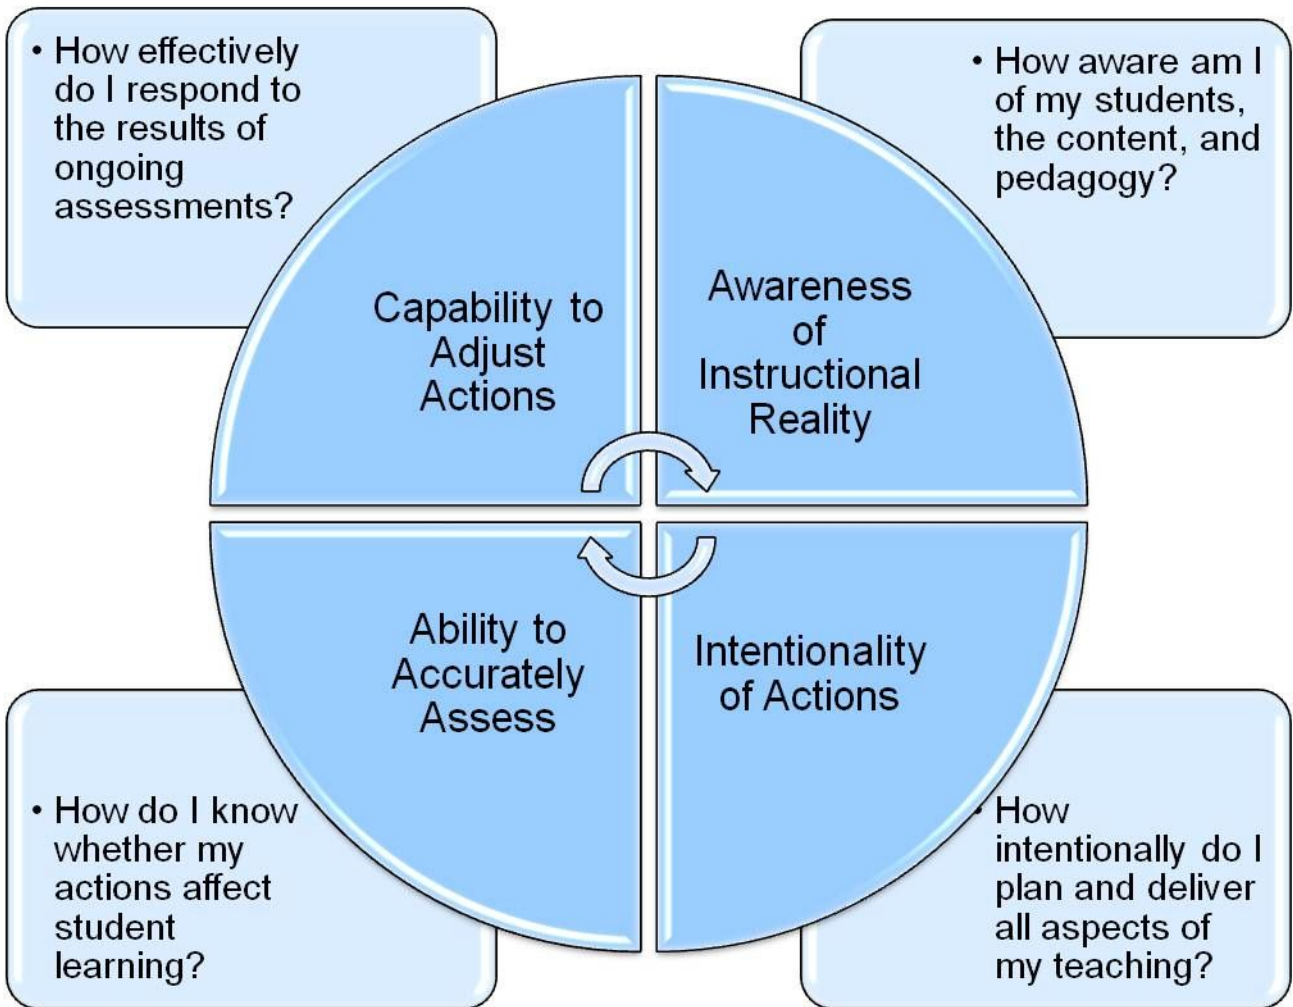 • How effectively
do I respond to
the results of
ongoing
assessments?
• How aware am I
of my students,
the content, and
pedagogy?
Capability to
Adjust
Actions
Awareness
of
Instructional
Reality
Ability to
Accurately
Assess
Intentionality
of Actions
• How do I know
whether my
actions affect
student
learning?
• How
intentionally do I
plan and deliver
all aspects of
my teaching?